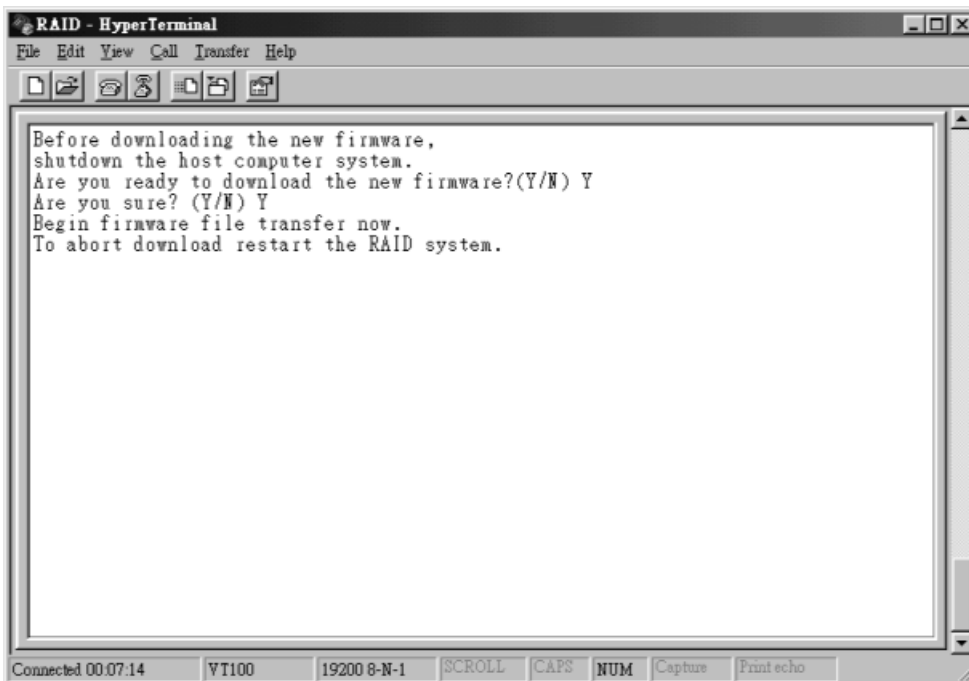 RAID - HyperTerminal
File Edit View Call Transfer Help
Before downloading the new firmware,
shutdown the host computer system.
Are you ready to download the new firmware?(Y/N) Y
Are you sure? (Y/N) Y
Begin firmware file transfer now.
To abort download restart the RAID system.
Connected 00:07:14 VT100 19200 8-N-1 SCROLL CAPS NUM Capture Print echo